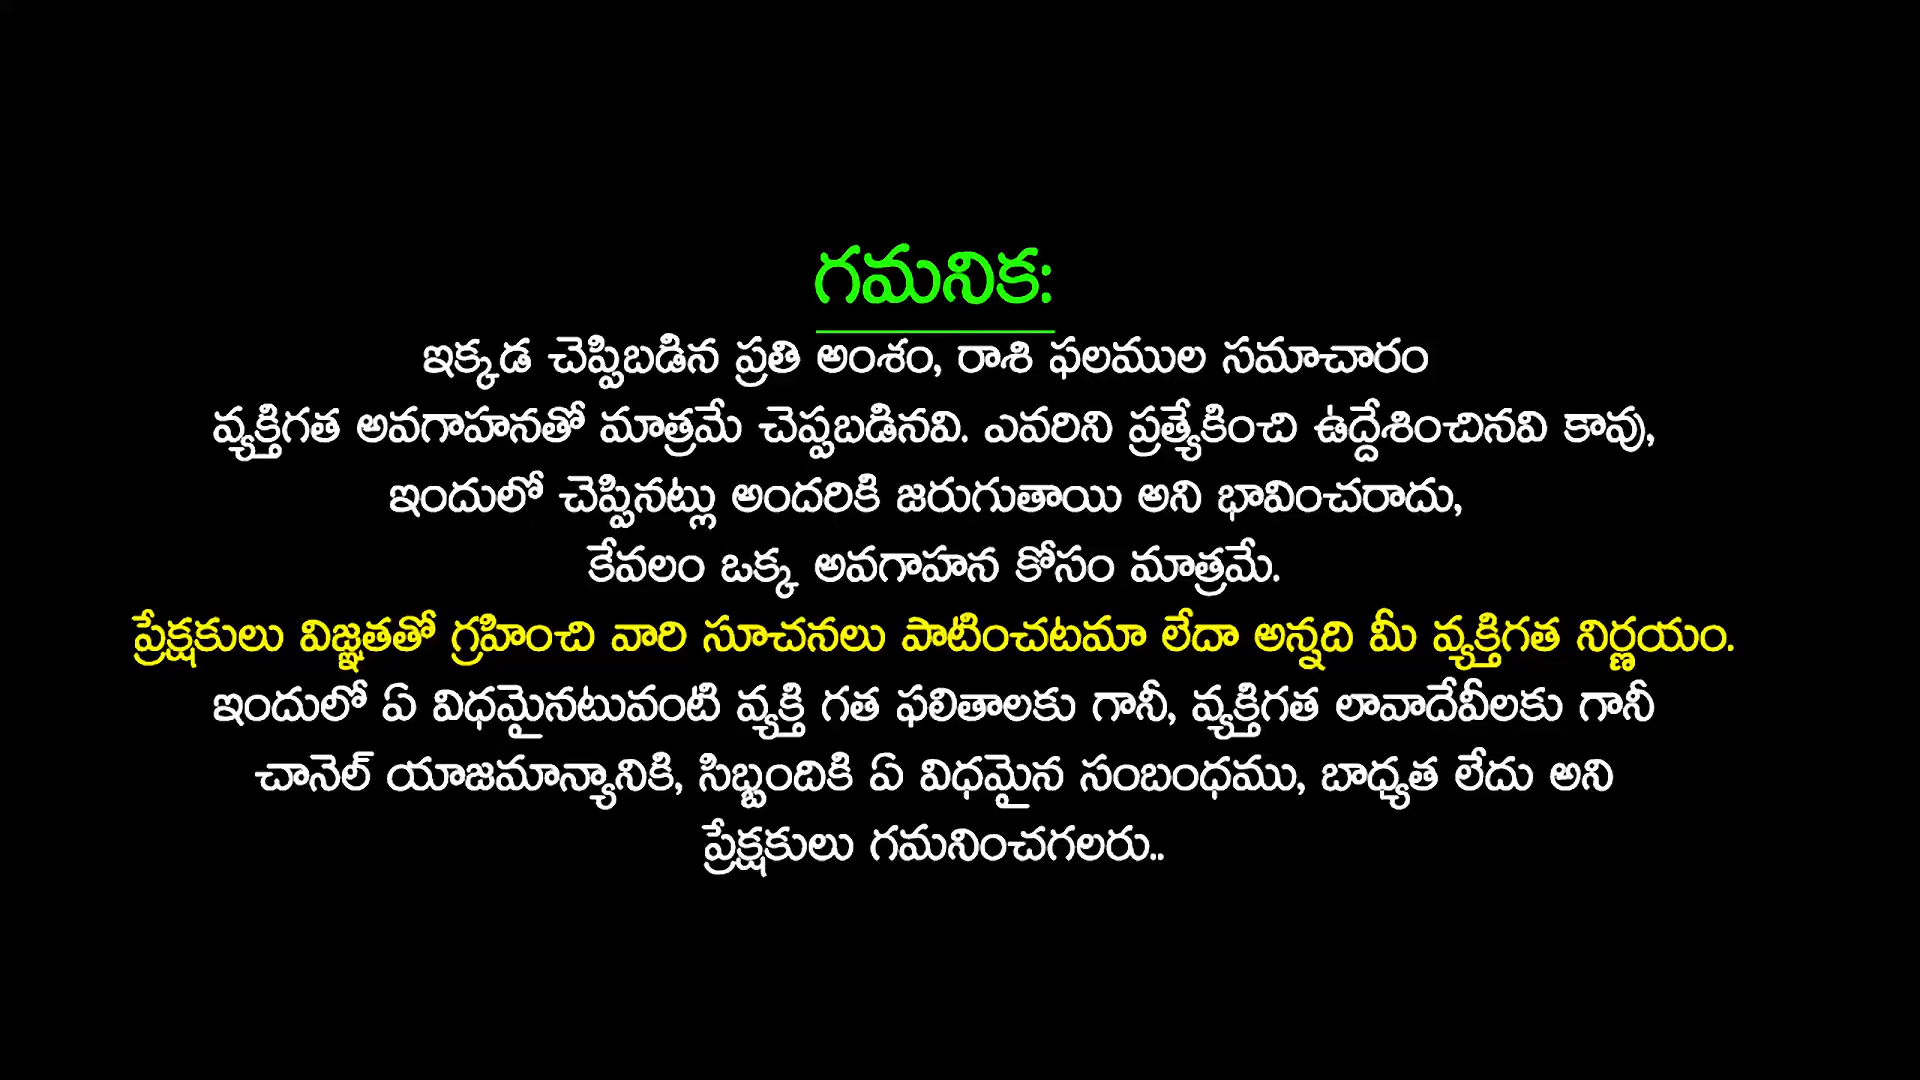 గమనిక:
ఇక్కడ చెప్పిబడిన ప్రతి అంశం, రాశి ఫలముల సమాచారం
వ్యక్తిగత అవగాహనతో మాత్రమే చెప్పబడినవి. ఎవరిని ప్రత్యేకించి ఉద్దేశించినవి కావు,
ఇందులో చెప్పినట్లు అందరికి జరుగుతాయి అని భావించరాదు,
కేవలం ఒక్క అవగాహన కోసం మాత్రమే.
ప్రేక్షకులు విజ్ఞతతో గ్రహించి వారి సూచనలు పాటించటమా లేదా అన్నది మీ వ్యక్తిగత నిర్ణయం.
ఇందులో ఏ విధమైనటువంటి వ్యక్తి గత ఫలితాలకు గానీ, వ్యక్తిగత లావాదేవీలకు గానీ
చానెల్ యాజమాన్యానికి, సిబ్బందికి ఏ విధమైన సంబంధము, బాధ్యత లేదు అని
ప్రేక్షకులు గమనించగలరు..